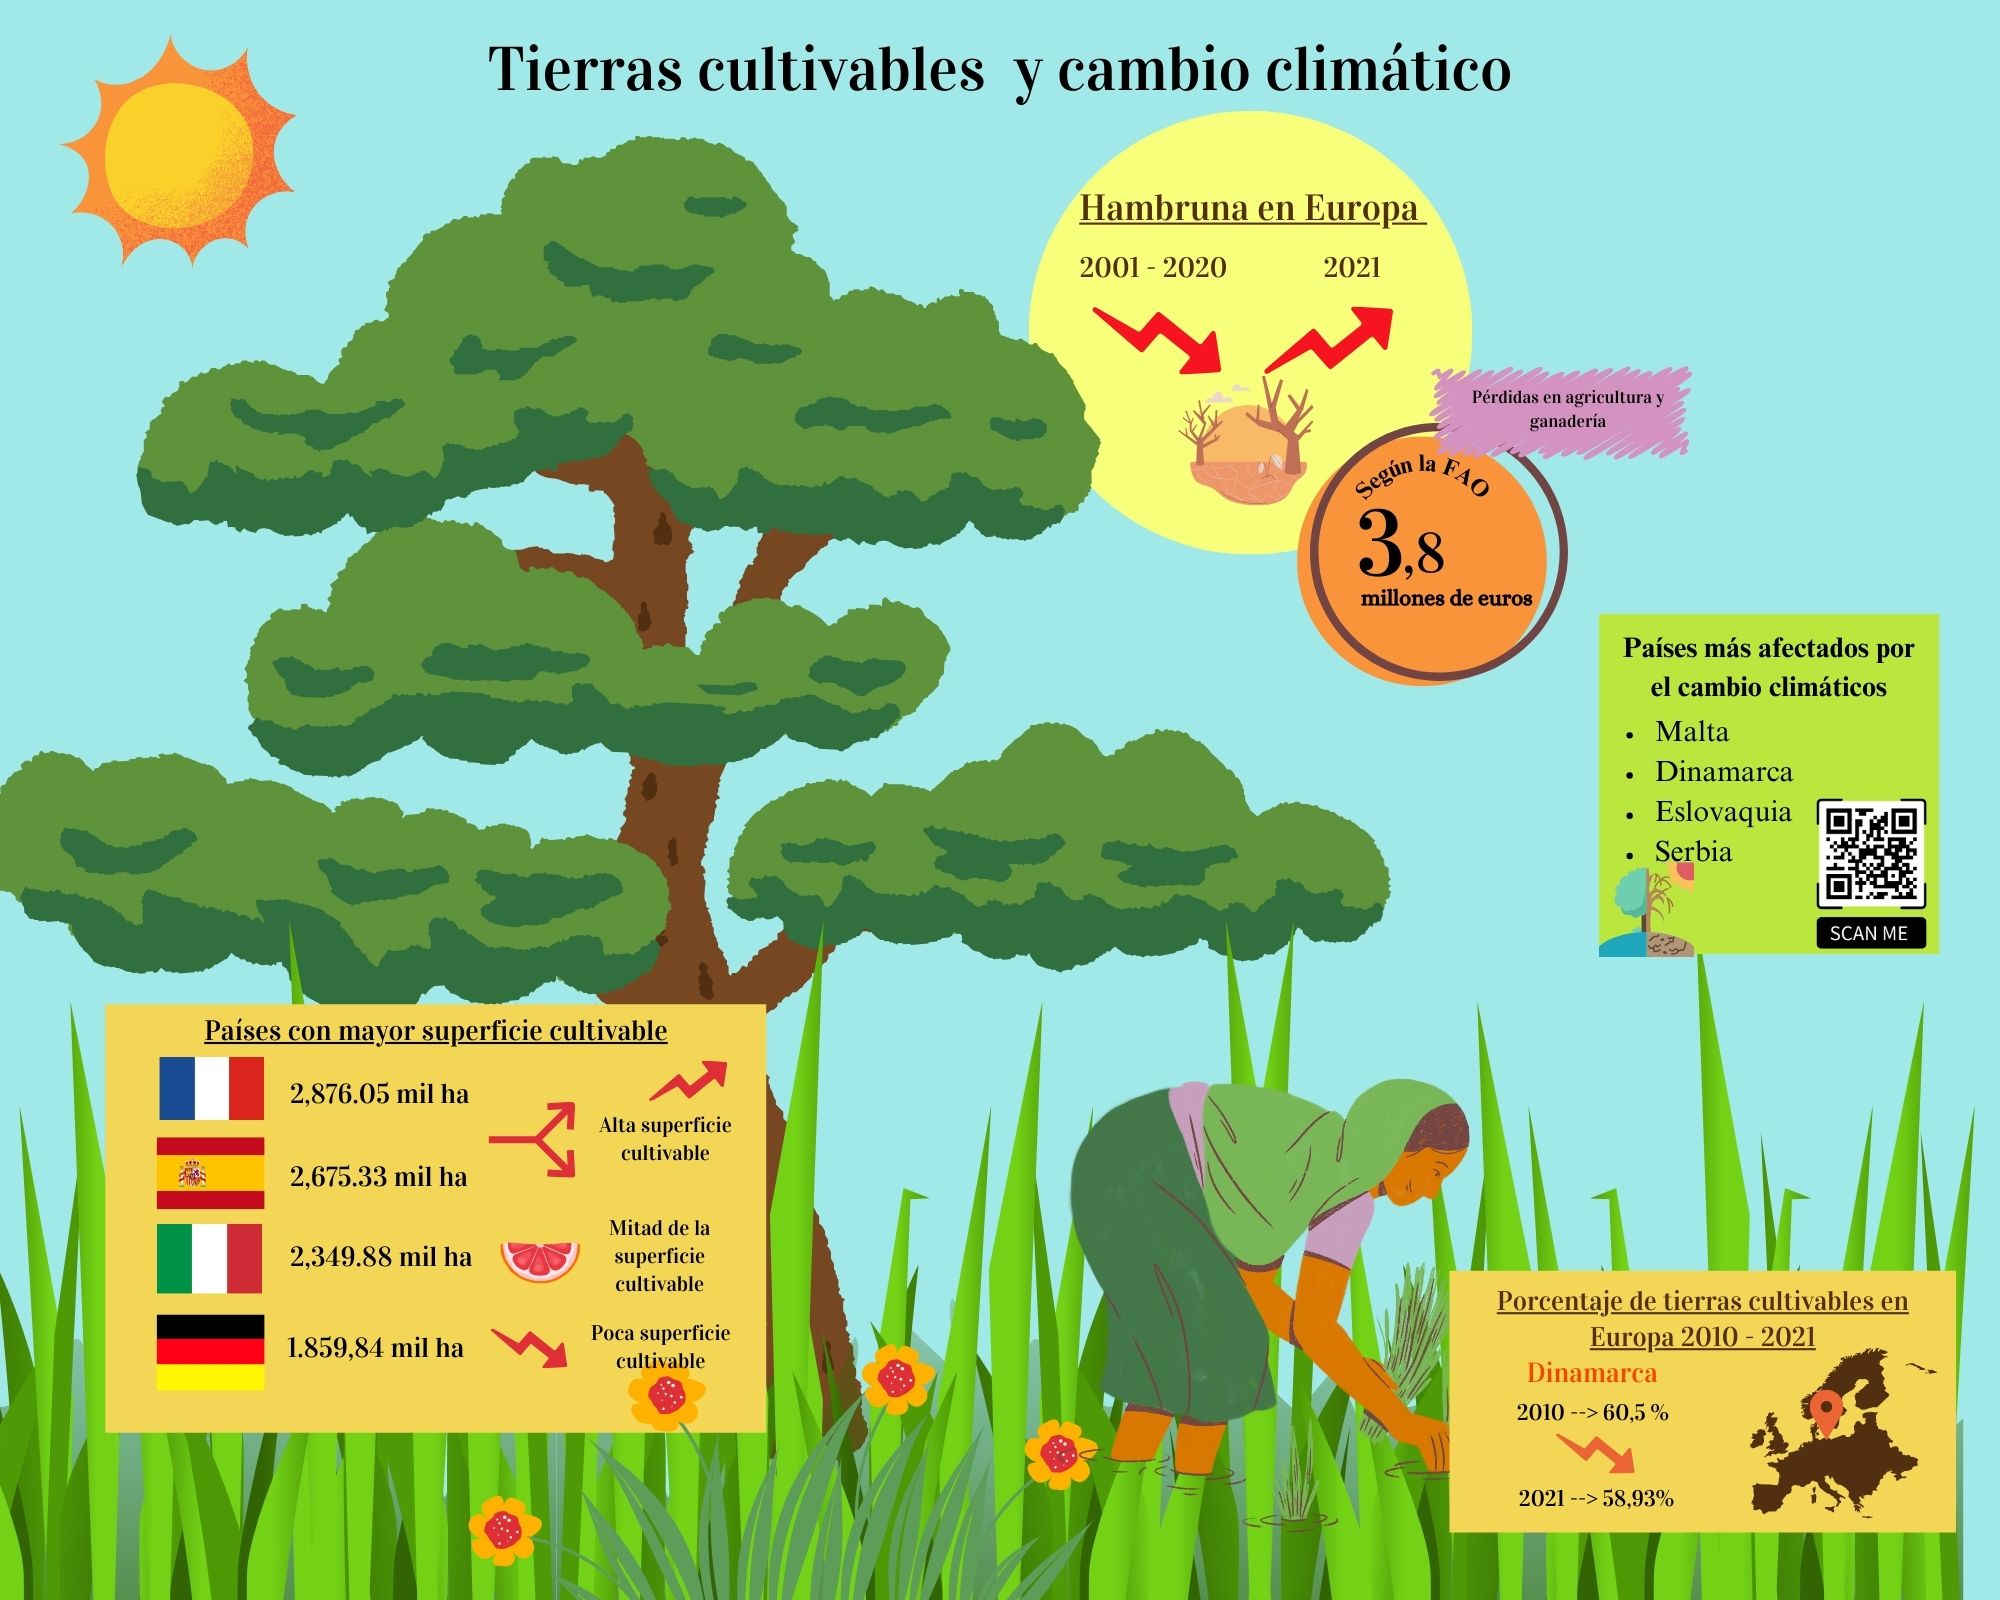 Tierras cultivables y cambio climático
Hambruna en Europa
2001 - 2020 2021
Pérdidas en agricultura y
ganadería
Según la FAO
3,8
millones de euros
Países más afectados por
el cambio climáticos
• Malta
• Dinamarca
• Eslovaquia
• Serbia
SCAN ME
Países con mayor superficie cultivable
2,876.05 mil ha
Alta superficie
cultivable
2,675.33 mil ha
2,349.88 mil ha
Mitad de la
superficie
cultivable
1.859,84 mil ha
Poca superficie
cultivable
Porcentaje de tierras cultivables en
Europa 2010 - 2021
Dinamarca
2010 --> 60,5 %
2021 --> 58,93%